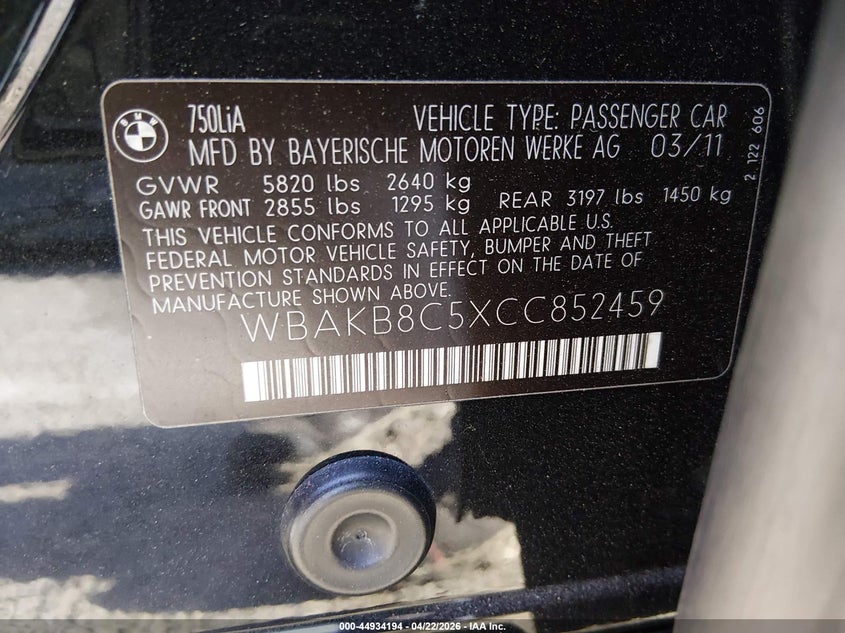 BMW
750LiA VEHICLE TYPE: PASSENGER CAR
MFD BY BAYERISCHE MOTOREN WERKE AG 03/11
GVWR 5820 lbs 2640 kg
GAWR FRONT 2855 lbs 1295 kg REAR 3197 lbs 1450 kg
THIS VEHICLE CONFORMS TO ALL APPLICABLE U.S.
FEDERAL MOTOR VEHICLE SAFETY, BUMPER AND THEFT
PREVENTION STANDARDS IN EFFECT ON THE DATE OF
MANUFACTURE SHOWN ABOVE.
WBAKB8C5XCC852459
2 122 606
000-44934194 - 04/22/2026 - IAA Inc.